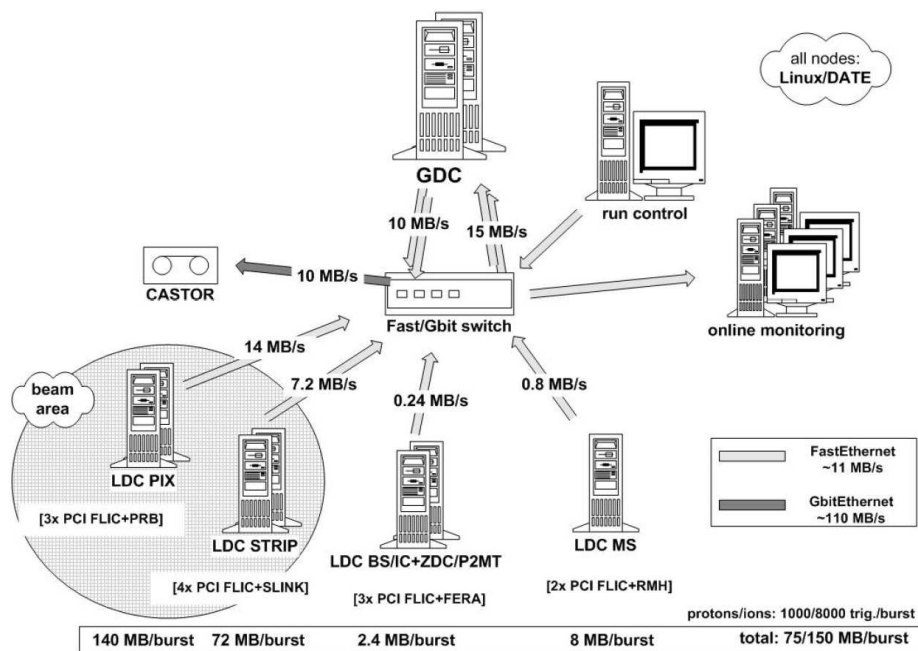 all nodes:
Linux/DATE
GDC
run control
10 MB/s
15 MB/s
CASTOR
10 MB/s
Fast/Gbit switch
online monitoring
14 MB/s
beam
area
7.2 MB/s
0.24 MB/s
0.8 MB/s
FastEthernet
~11 MB/s
GbitEthernet
~110 MB/s
LDC PIX
[3x PCI FLIC+PRB]
LDC STRIP
[4x PCI FLIC+SLINK]
LDC BS/IC+ZDC/P2MT
[3x PCI FLIC+FERA]
LDC MS
[2x PCI FLIC+RMH]
protons/ions: 1000/8000 trig./burst
140 MB/burst 72 MB/burst 2.4 MB/burst 8 MB/burst total: 75/150 MB/burst